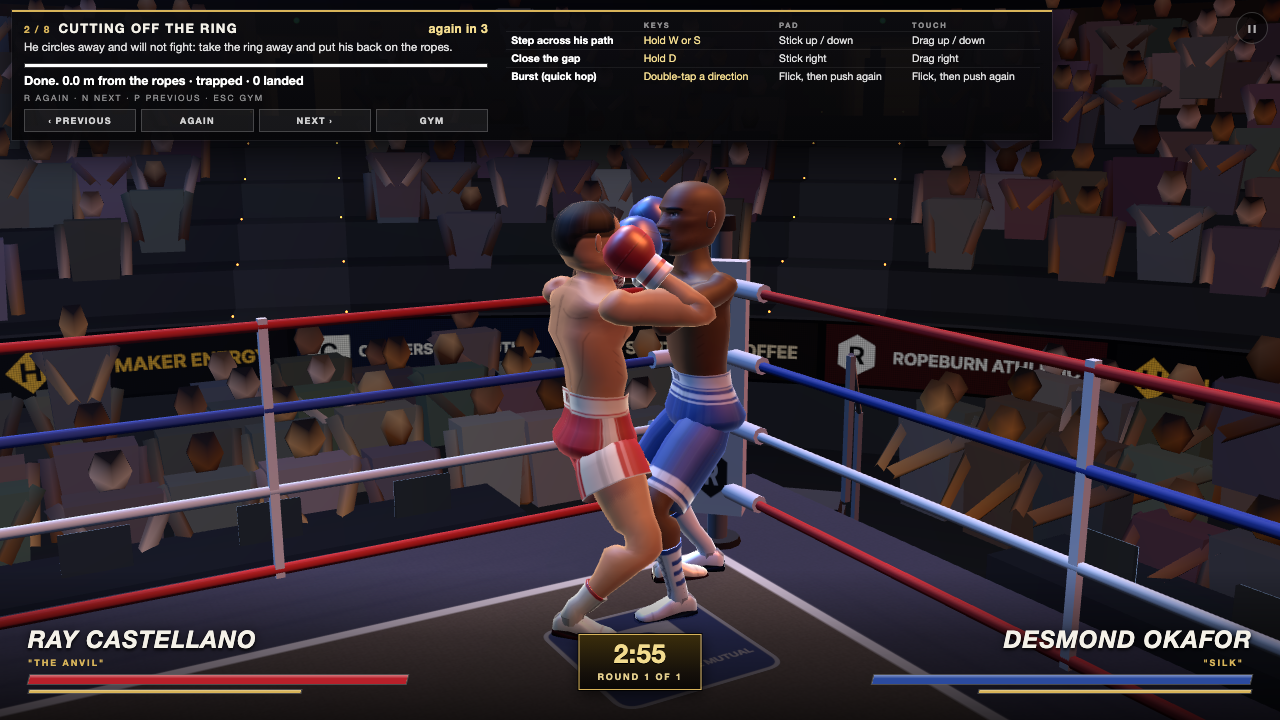 2 / 8 CUTTING OFF THE RING again in 3
He circles away and will not fight: take the ring away and put his back on the ropes.
Done. 0.0 m from the ropes · trapped · 0 landed
R AGAIN · N NEXT · P PREVIOUS · ESC GYM
‹ PREVIOUS AGAIN NEXT › GYM
KEYS PAD TOUCH
Step across his path Hold W or S Stick up / down Drag up / down
Close the gap Hold D Stick right Drag right
Burst (quick hop) Double-tap a direction Flick, then push again Flick, then push again
H MAKER ENERGY
R ROPEBURN ATHLETIC
RAY CASTELLANO
"THE ANVIL"
2:55
ROUND 1 OF 1
MUTUAL
DESMOND OKAFOR
"SILK"